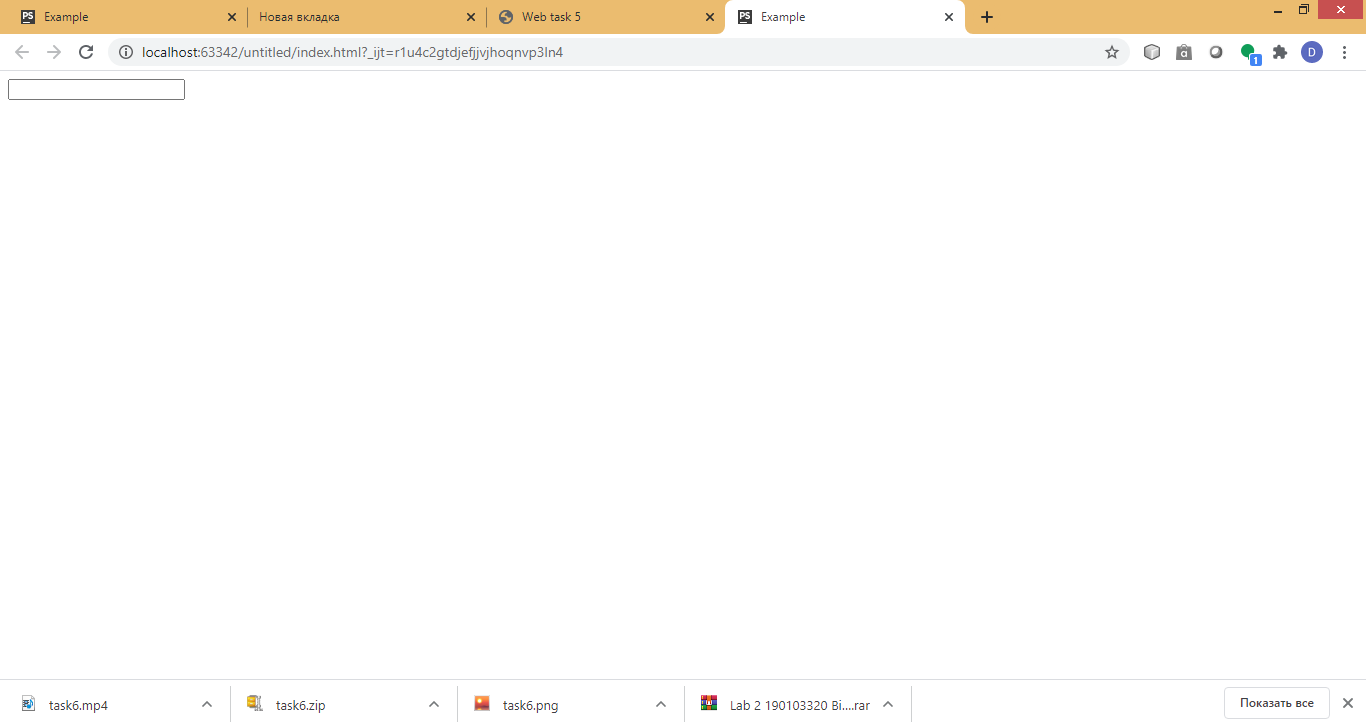 PS Example
Новая вкладка
Web task 5
PS Example
localhost:63342/untitled/index.html?_ijt=r1u4c2gtdjefjjvjhoqnvp3ln4
a
1
D
task6.mp4
task6.zip
task6.png
Lab 2 190103320 Bi....rar
Показать все